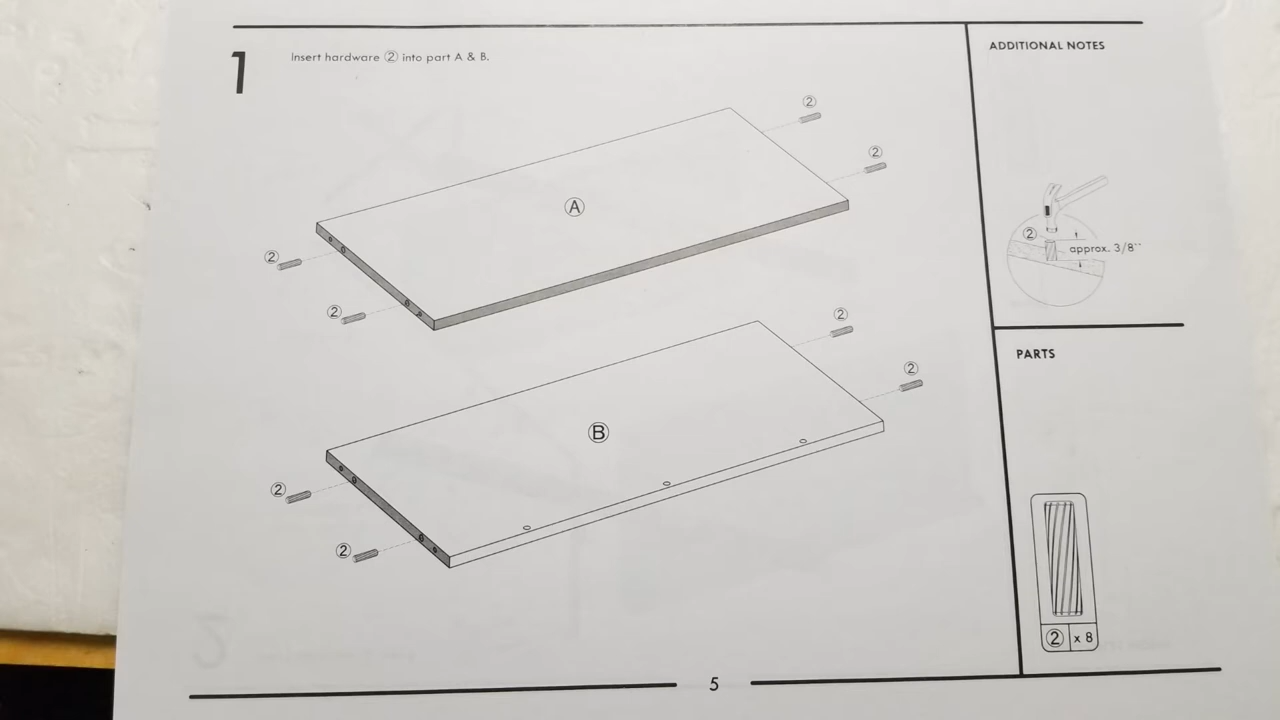 1
Insert hardware ② into part A & B.
②
②
Ⓐ
②
②
②
②
Ⓑ
②
②
ADDITIONAL NOTES
②
approx. 3/8''
PARTS
② x 8
5